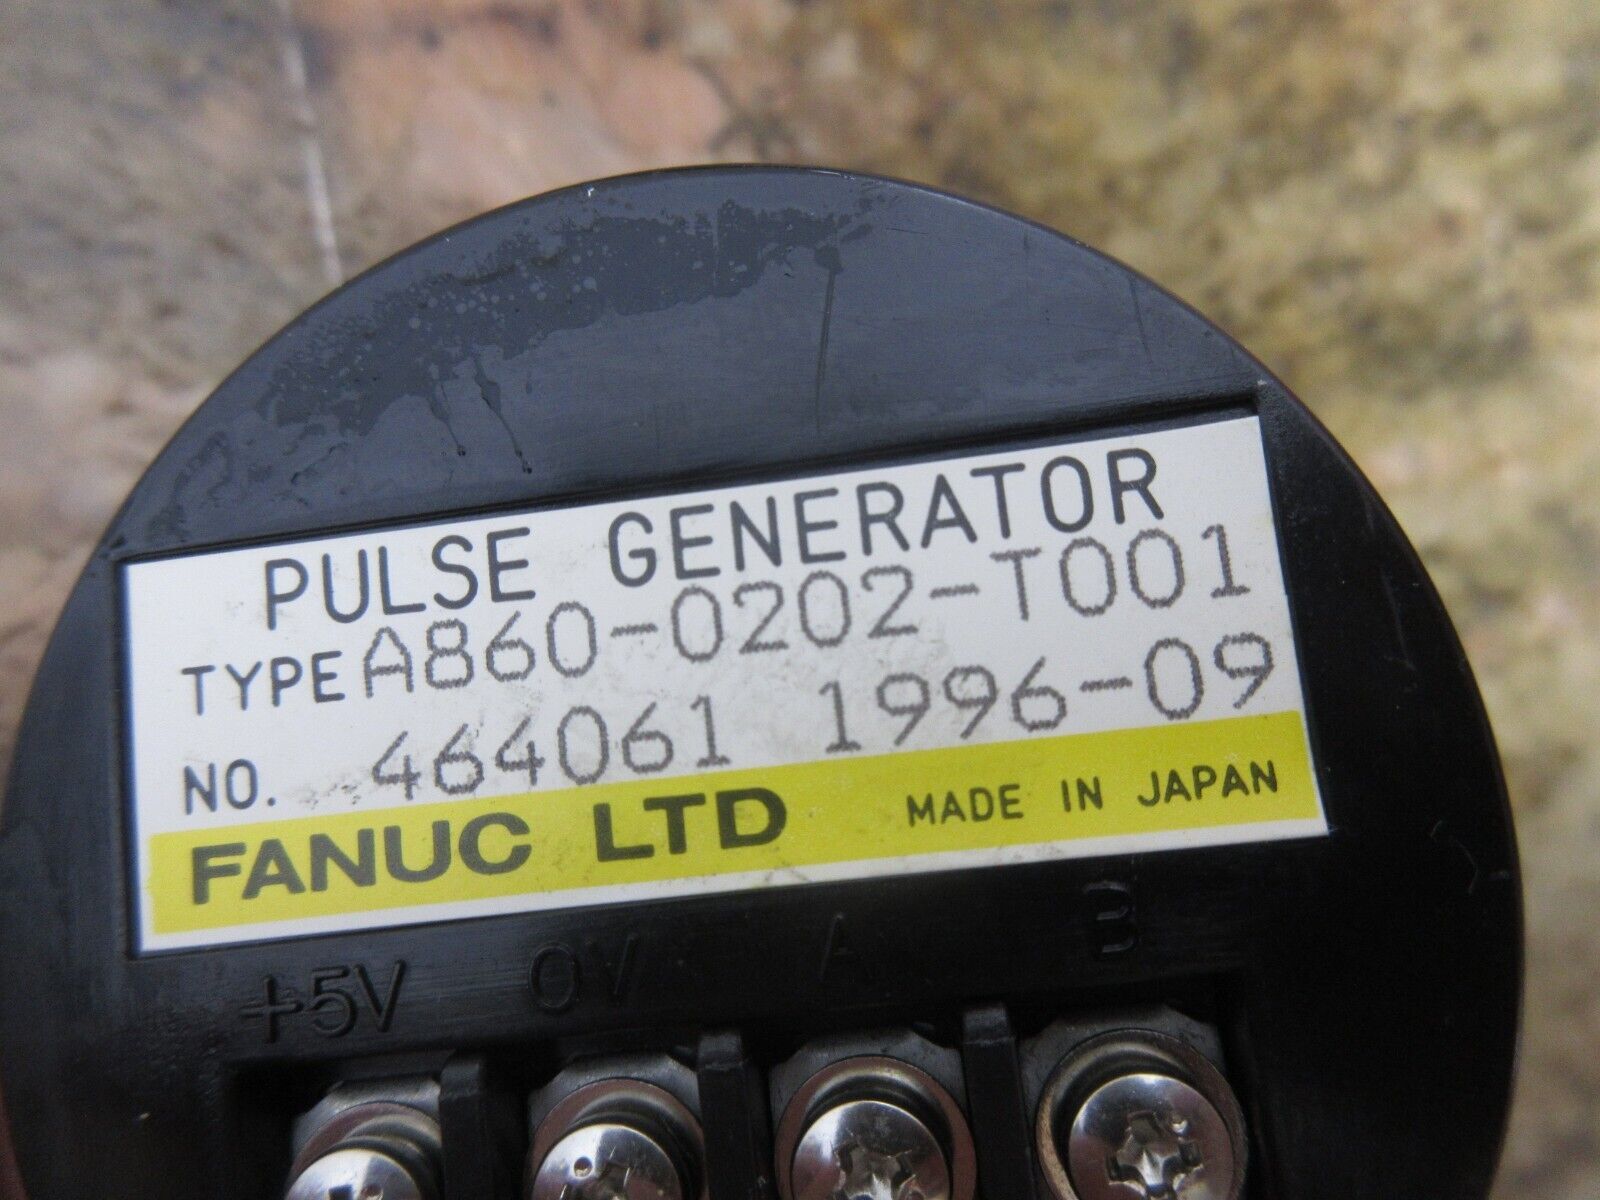 PULSE GENERATOR
TYPE A860-0202-T001
NO. 464061 1996-09
FANUC LTD MADE IN JAPAN
+5V 0V A B